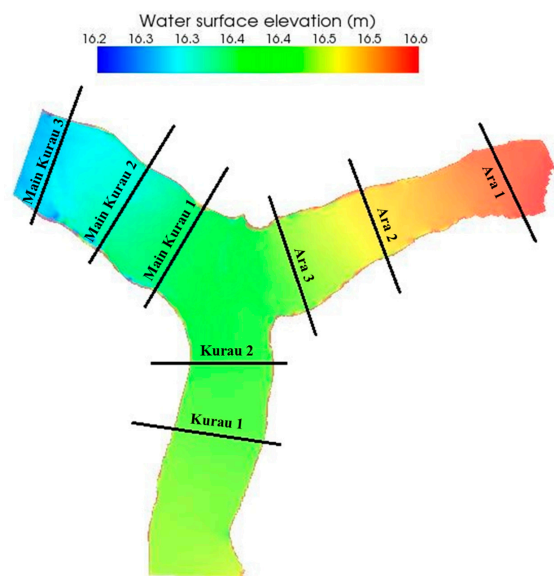 Water surface elevation (m)
16.2 16.3 16.3 16.4 16.4 16.5 16.5 16.6
Main Kurau 3
Main Kurau 2
Main Kurau 1
Ara 1
Ara 2
Ara 3
Kurau 2
Kurau 1